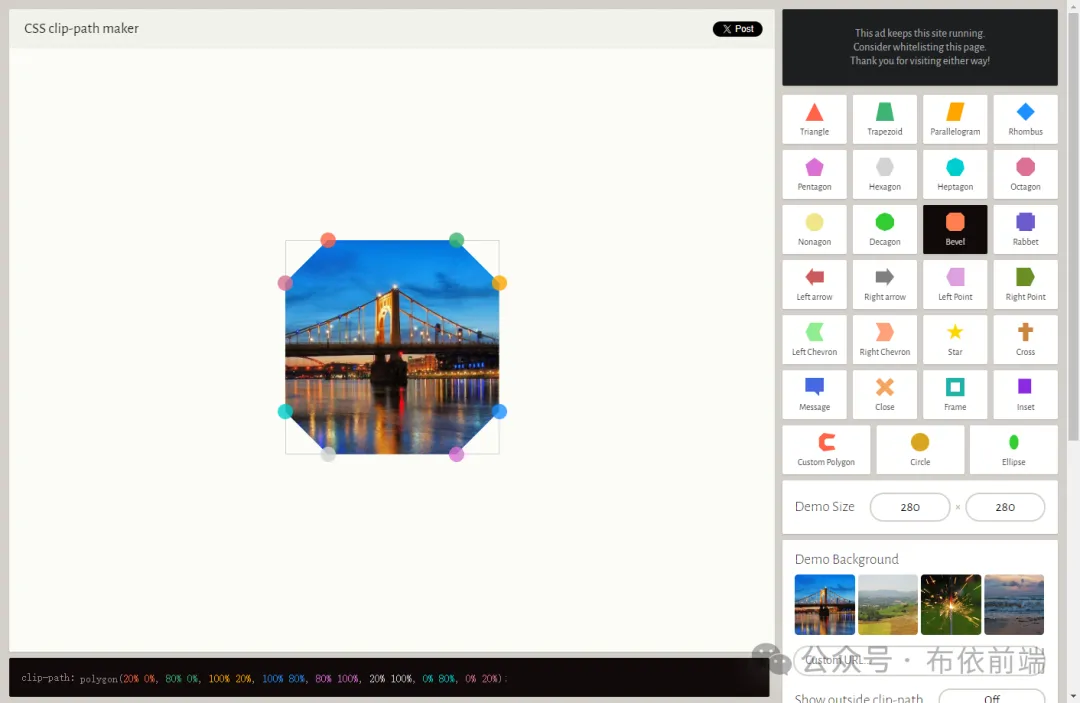 CSS clip-path maker
X Post
This ad keeps this site running.
Consider whitelisting this page.
Thank you for visiting either way!
Triangle
Trapezoid
Parallelogram
Rhombus
Pentagon
Hexagon
Heptagon
Octagon
Nonagon
Decagon
Bevel
Rabbet
Left arrow
Right arrow
Left Point
Right Point
Left Chevron
Right Chevron
Star
Cross
Message
Close
Frame
Inset
Custom Polygon
Circle
Ellipse
Demo Size
280 × 280
Demo Background
Custom URL...
公众号 · 布依前端
Show outside clip-path
Off
clip-path: polygon(20% 0%, 80% 0%, 100% 20%, 100% 80%, 80% 100%, 20% 100%, 0% 80%, 0% 20%);